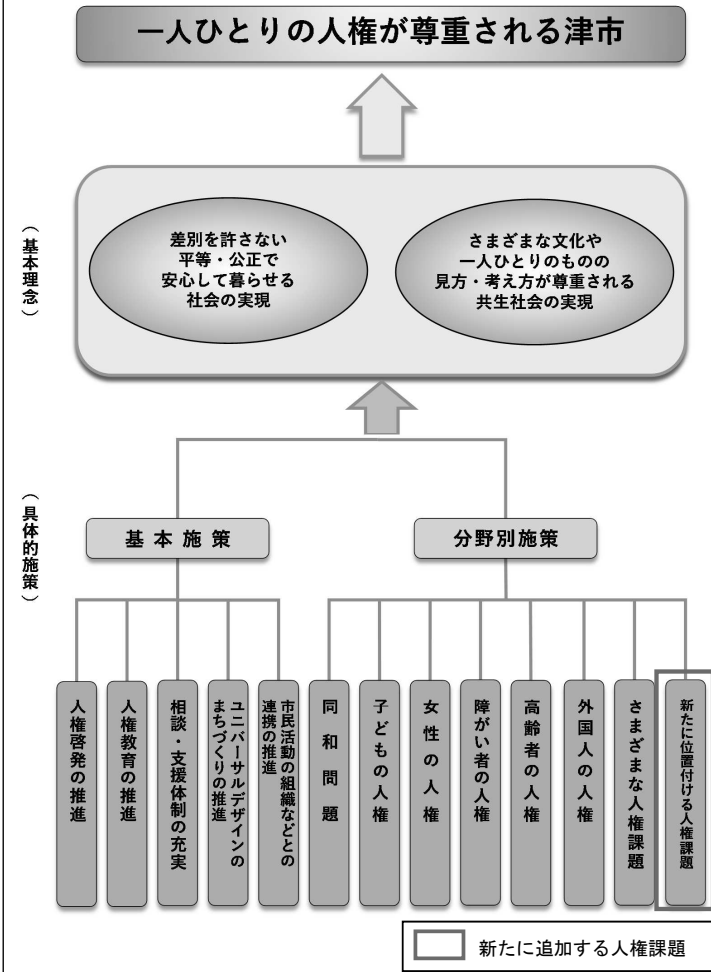 一人ひとりの人権が尊重される津市
（基本理念）
差別を許さない
平等・公正で
安心して暮らせる
社会の実現
さまざまな文化や
一人ひとりのものの
見方・考え方が尊重される
共生社会の実現
（具体的施策）
基本施策
分野別施策
人権啓発の推進
人権教育の推進
相談・支援体制の充実
ユニバーサルデザインの
まちづくりの推進
市民活動の組織などとの
連携の推進
同和問題
子どもの人権
女性の人権
障がい者の人権
高齢者の人権
外国人の人権
さまざまな人権課題
新たに位置付ける人権課題
新たに追加する人権課題